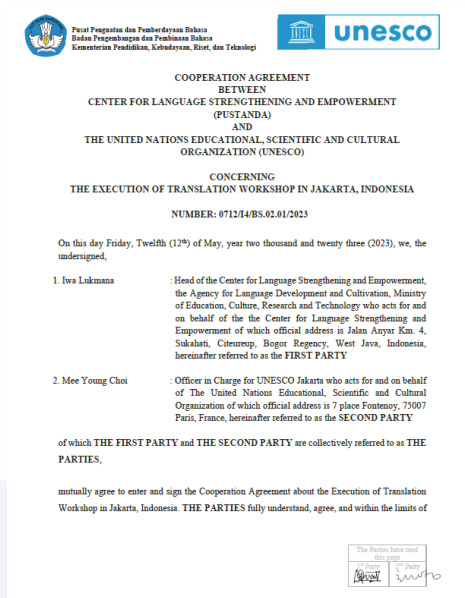 Pusat Penguatan dan Pemberdayaan Bahasa
Badan Pengembangan dan Pembinaan Bahasa
Kementerian Pendidikan, Kebudayaan, Riset, dan Teknologi
unesco
COOPERATION AGREEMENT
BETWEEN
CENTER FOR LANGUAGE STRENGTHENING AND EMPOWERMENT
(PUSTANDA)
AND
THE UNITED NATIONS EDUCATIONAL, SCIENTIFIC AND CULTURAL
ORGANIZATION (UNESCO)
CONCERNING
THE EXECUTION OF TRANSLATION WORKSHOP IN JAKARTA, INDONESIA
NUMBER: 0712/I4/BS.02.01/2023
On this day Friday, Twelfth (12th) of May, year two thousand and twenty three (2023), we, the
undersigned,
1. Iwa Lukmana : Head of the Center for Language Strengthening and Empowerment,
the Agency for Language Development and Cultivation, Ministry
of Education, Culture, Research and Technology who acts for and
on behalf of the the Center for Language Strengthening and
Empowerment of which official address is Jalan Anyar Km. 4,
Sukahati, Citeureup, Bogor Regency, West Java, Indonesia,
hereinafter referred to as the FIRST PARTY
2. Mee Young Choi : Officer in Charge for UNESCO Jakarta who acts for and on behalf
of The United Nations Educational, Scientific and Cultural
Organization of which official address is 7 place Fontenoy, 75007
Paris, France, hereinafter referred to as the SECOND PARTY
of which THE FIRST PARTY and THE SECOND PARTY are collectively referred to as THE
PARTIES,
mutually agree to enter and sign the Cooperation Agreement about the Execution of Translation
Workshop in Jakarta, Indonesia. THE PARTIES fully understand, agree, and within the limits of
The Parties have read
this page
1st Party 2nd Party